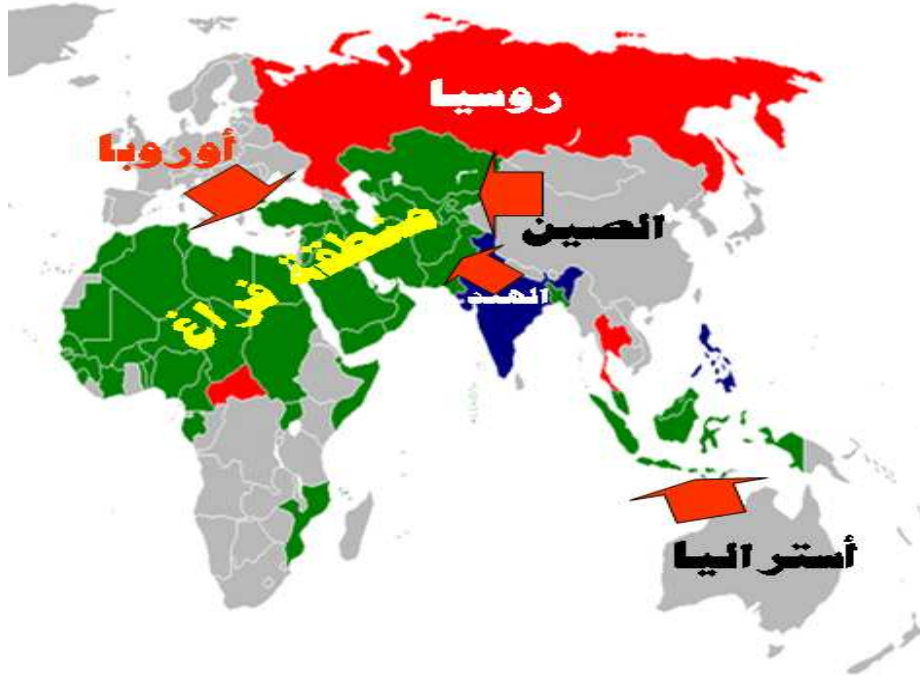 روسيا
أوروبا
الصين
منطقة فراغ
الهند
أستراليا